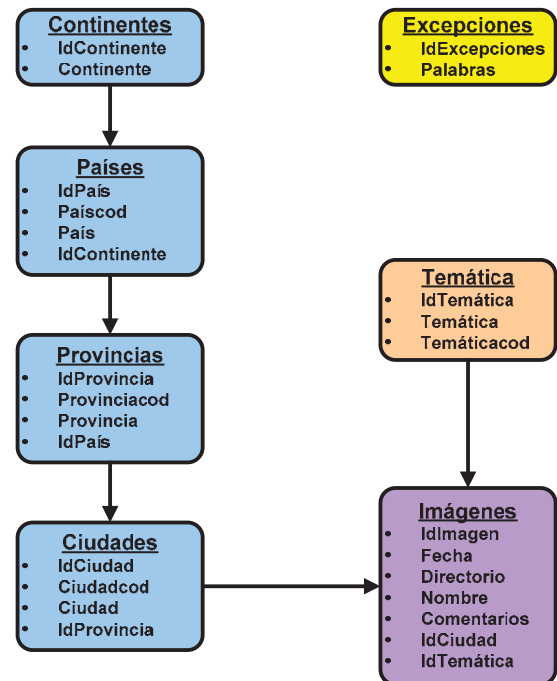 Continentes
• IdContinente
• Continente
Excepciones
• IdExcepciones
• Palabras
Países
• IdPaís
• Paíscod
• País
• IdContinente
Temática
• IdTemática
• Temática
• Temáticacod
Provincias
• IdProvincia
• Provinciacod
• Provincia
• IdPaís
Ciudades
• IdCiudad
• Ciudadcod
• Ciudad
• IdProvincia
Imágenes
• IdImagen
• Fecha
• Directorio
• Nombre
• Comentarios
• IdCiudad
• IdTemática